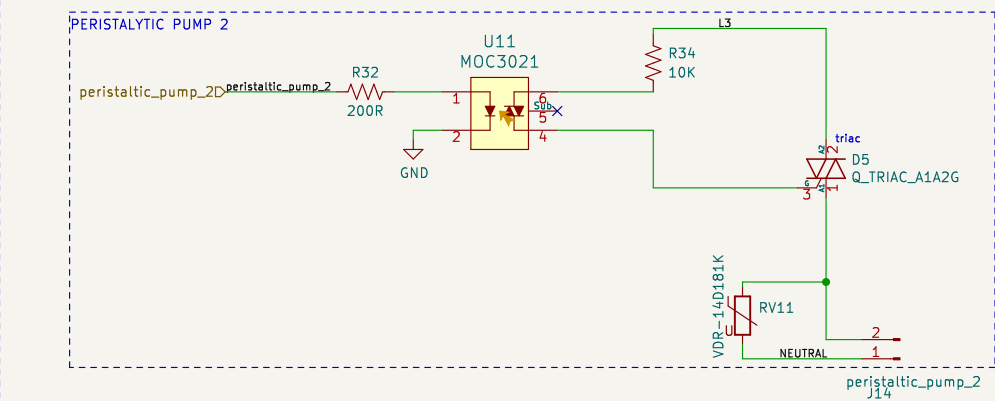 PERISTALYTIC PUMP 2
L3
U11
MOC3021
R34
10K
R32
200R
peristaltic_pump_2
peristaltic_pump_2
1
2
6
Sub
5
4
GND
triac
A2
2
D5
Q_TRIAC_A1A2G
G
3
A1
1
VDR-14D181K
RV11
U
NEUTRAL
2
1
peristaltic_pump_2
J14